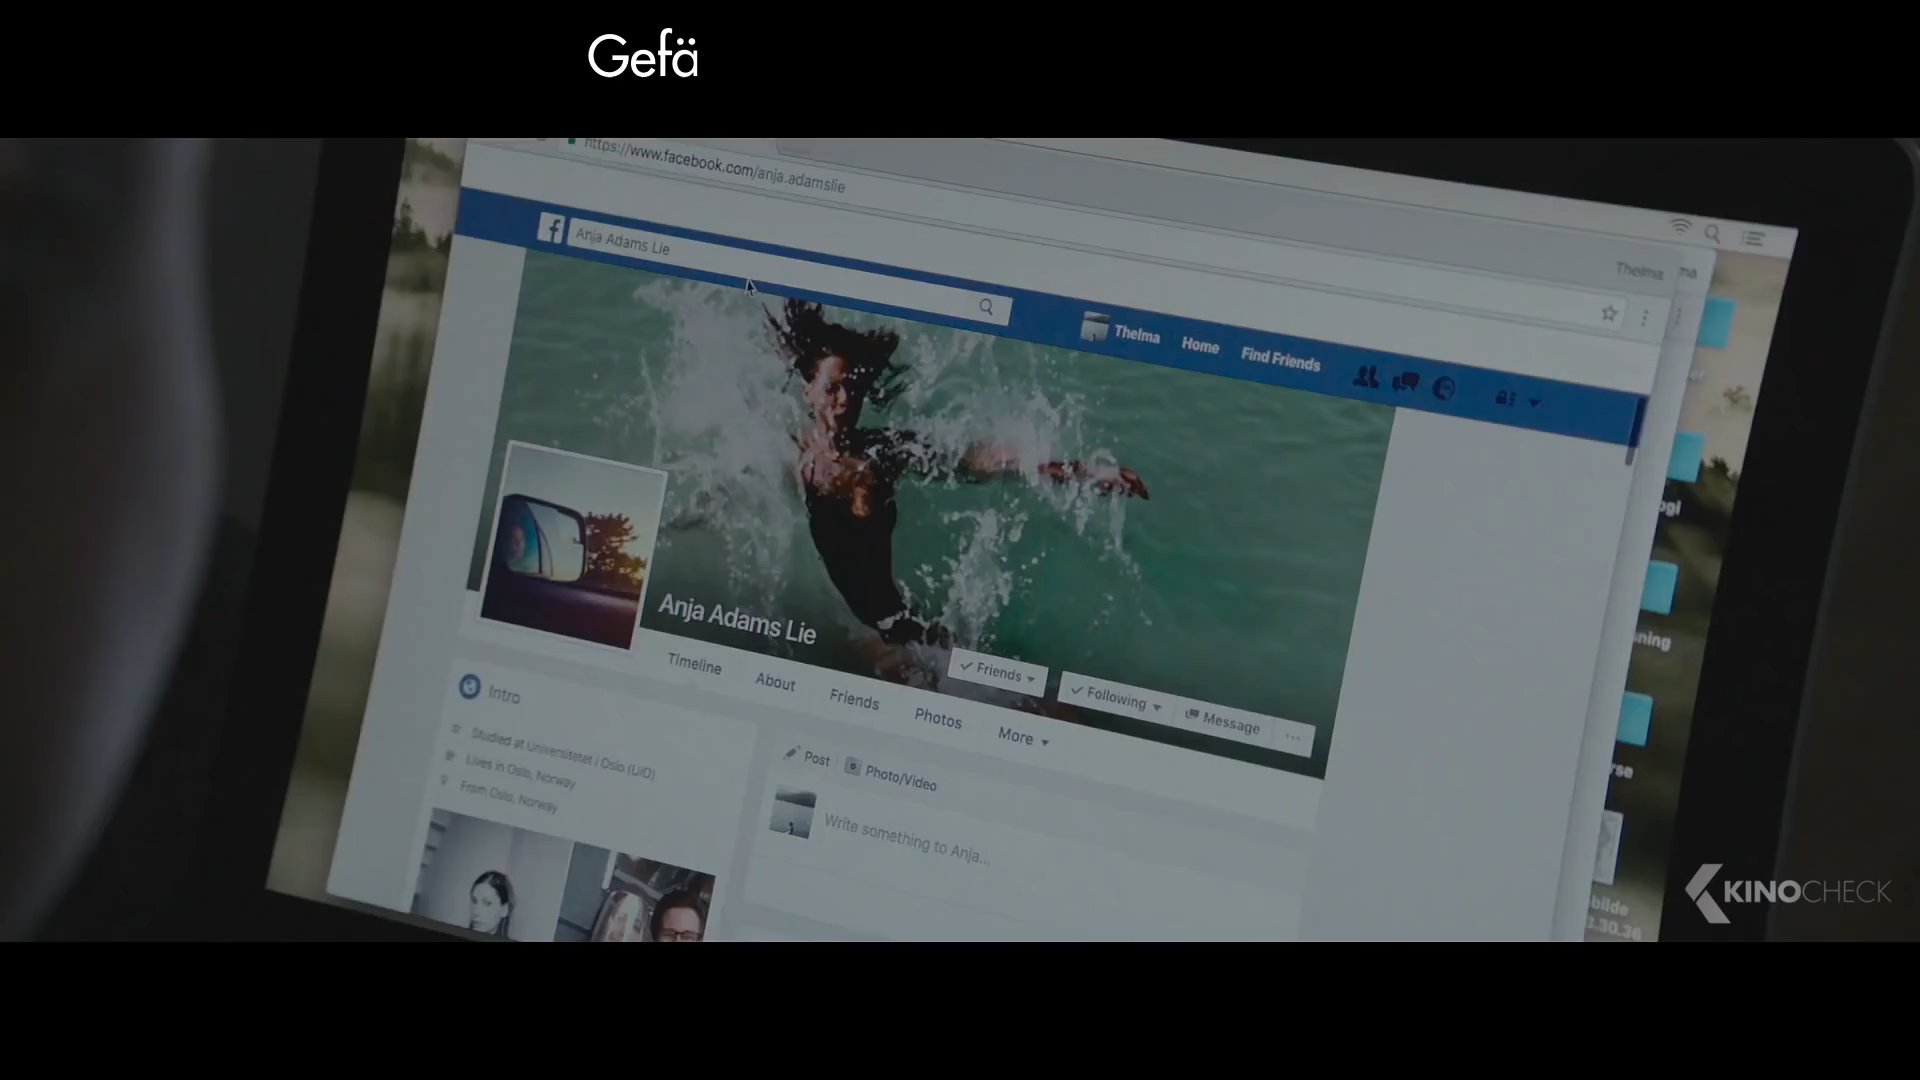 Gefä
https://www.facebook.com/anja.adamslie
Thelma
Anja Adams Lie
Thelma Home Find Friends
Anja Adams Lie
Friends Following Message
Timeline About Friends Photos More
Intro
Studied at Universitetet i Oslo (UiO)
Lives in Oslo, Norway
From Oslo, Norway
Post Photo/Video
Write something to Anja...
KINOCHECK